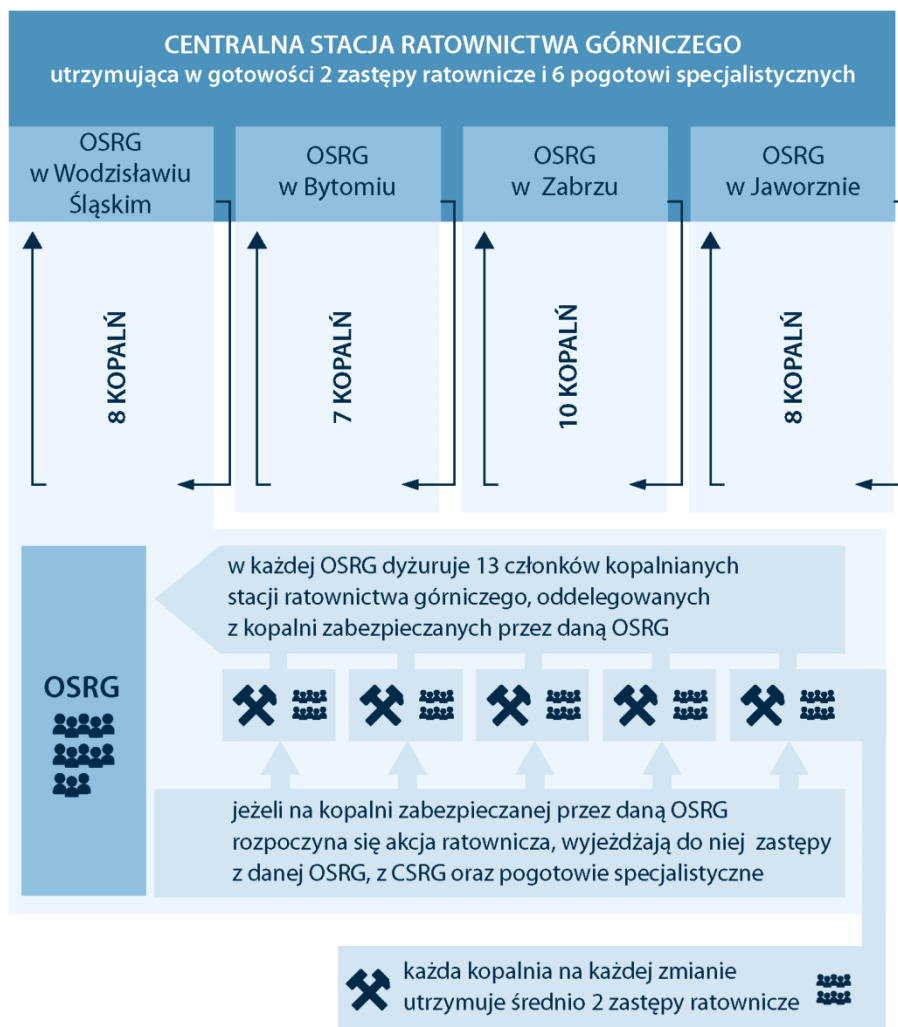 CENTRALNA STACJA RATOWNICTWA GÓRNICZEGO
utrzymująca w gotowości 2 zastępy ratownicze i 6 pogotowi specjalistycznych
OSRG
w Wodzisławiu
Śląskim
OSRG
w Bytomiu
OSRG
w Zabrzu
OSRG
w Jaworznie
8 KOPALŃ
7 KOPALŃ
10 KOPALŃ
8 KOPALŃ
w każdej OSRG dyżuruje 13 członków kopalnianych
stacji ratownictwa górniczego, oddelegowanych
z kopalni zabezpieczanych przez daną OSRG
OSRG
jeżeli na kopalni zabezpieczanej przez daną OSRG
rozpoczyna się akcja ratownicza, wyjeżdżają do niej zastępy
z danej OSRG, z CSRG oraz pogotowie specjalistyczne
każda kopalnia na każdej zmianie
utrzymuje średnio 2 zastępy ratownicze